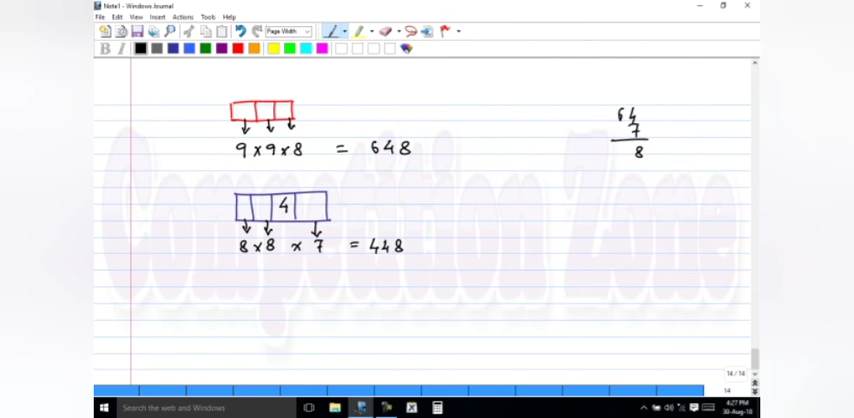 Note1 - Windows Journal
File Edit View Insert Actions Tools Help
Page Width
B I
64
7
8
9 x 9 x 8 = 648
4
8 x 8 x 7 = 448
Competition Zone
14 / 14
14
Search the web and Windows
4:27 PM
30-Aug-18